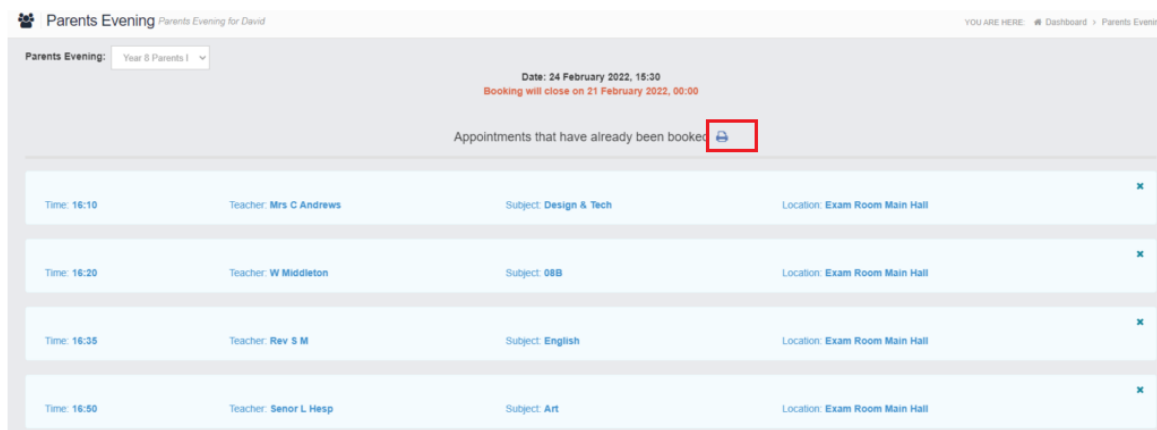 Parents Evening Parents Evening for David
YOU ARE HERE: Dashboard > Parents Evenin
Parents Evening: Year 8 Parents I
Date: 24 February 2022, 15:30
Booking will close on 21 February 2022, 00:00
Appointments that have already been booked
Time: 16:10 Teacher: Mrs C Andrews Subject: Design & Tech Location: Exam Room Main Hall
Time: 16:20 Teacher: W Middleton Subject: 08B Location: Exam Room Main Hall
Time: 16:35 Teacher: Rev S M Subject: English Location: Exam Room Main Hall
Time: 16:50 Teacher: Senor L Hesp Subject: Art Location: Exam Room Main Hall